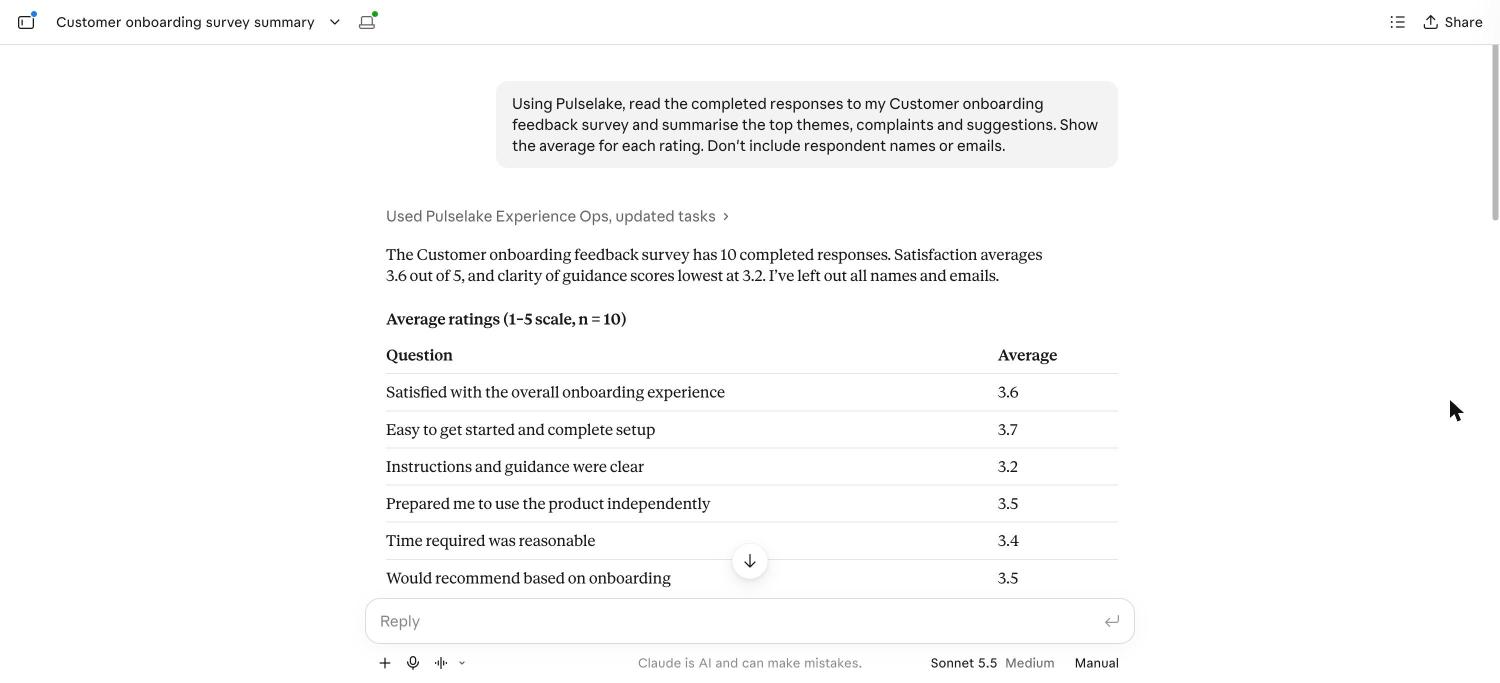 Customer onboarding survey summary
Share
Using Pulselake, read the completed responses to my Customer onboarding
feedback survey and summarise the top themes, complaints and suggestions. Show
the average for each rating. Don't include respondent names or emails.
Used Pulselake Experience Ops, updated tasks
The Customer onboarding feedback survey has 10 completed responses. Satisfaction averages
3.6 out of 5, and clarity of guidance scores lowest at 3.2. I've left out all names and emails.
Average ratings (1–5 scale, n = 10)
Question Average
Satisfied with the overall onboarding experience 3.6
Easy to get started and complete setup 3.7
Instructions and guidance were clear 3.2
Prepared me to use the product independently 3.5
Time required was reasonable 3.4
Would recommend based on onboarding 3.5
Reply
Claude is AI and can make mistakes. Sonnet 5.5 Medium Manual